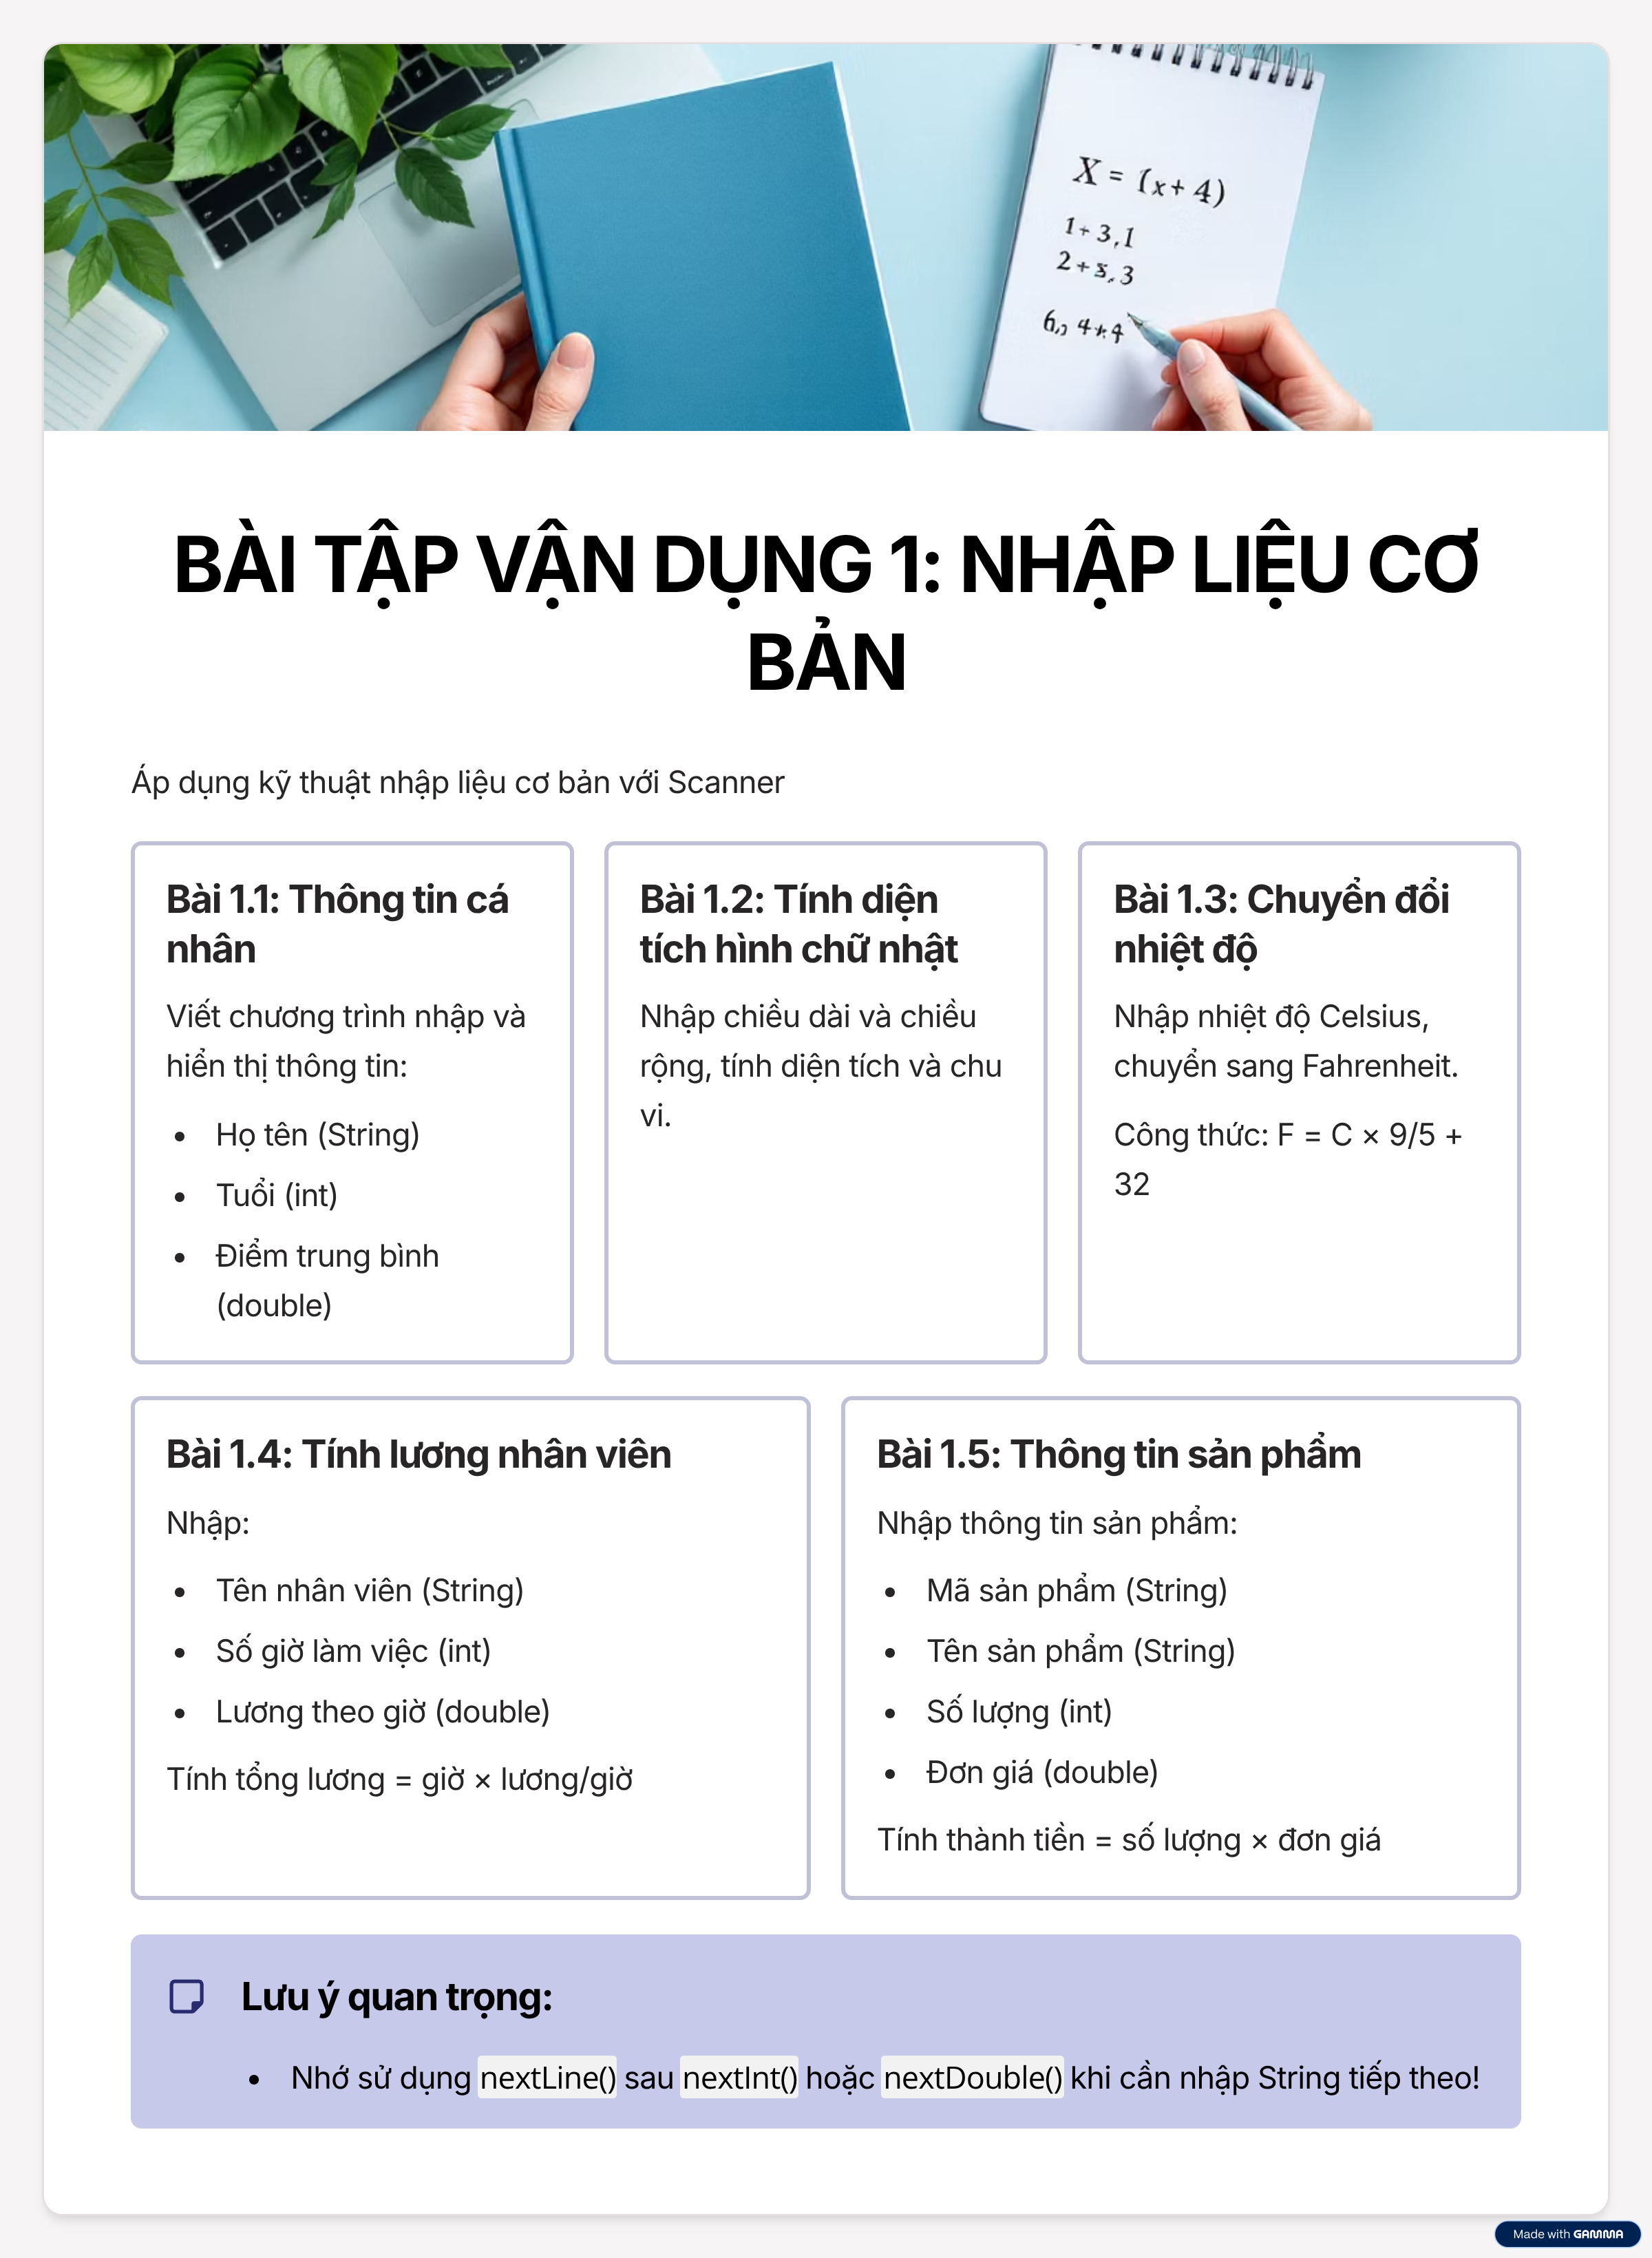 X = (x+ 4)
1+ 3,1
2+5,3
6,, 4+4
BÀI TẬP VẬN DỤNG 1: NHẬP LIỆU CƠ
BẢN
Áp dụng kỹ thuật nhập liệu cơ bản với Scanner
Bài 1.1: Thông tin cá
nhân
Viết chương trình nhập và
hiển thị thông tin:
• Họ tên (String)
• Tuổi (int)
• Điểm trung bình
(double)
Bài 1.2: Tính diện
tích hình chữ nhật
Nhập chiều dài và chiều
rộng, tính diện tích và chu
vi.
Bài 1.3: Chuyển đổi
nhiệt độ
Nhập nhiệt độ Celsius,
chuyển sang Fahrenheit.
Công thức: F = C × 9/5 +
32
Bài 1.4: Tính lương nhân viên
Nhập:
• Tên nhân viên (String)
• Số giờ làm việc (int)
• Lương theo giờ (double)
Tính tổng lương = giờ × lương/giờ
Bài 1.5: Thông tin sản phẩm
Nhập thông tin sản phẩm:
• Mã sản phẩm (String)
• Tên sản phẩm (String)
• Số lượng (int)
• Đơn giá (double)
Tính thành tiền = số lượng × đơn giá
Lưu ý quan trọng:
• Nhớ sử dụng nextLine() sau nextInt() hoặc nextDouble() khi cần nhập String tiếp theo!
Made with GAMMA